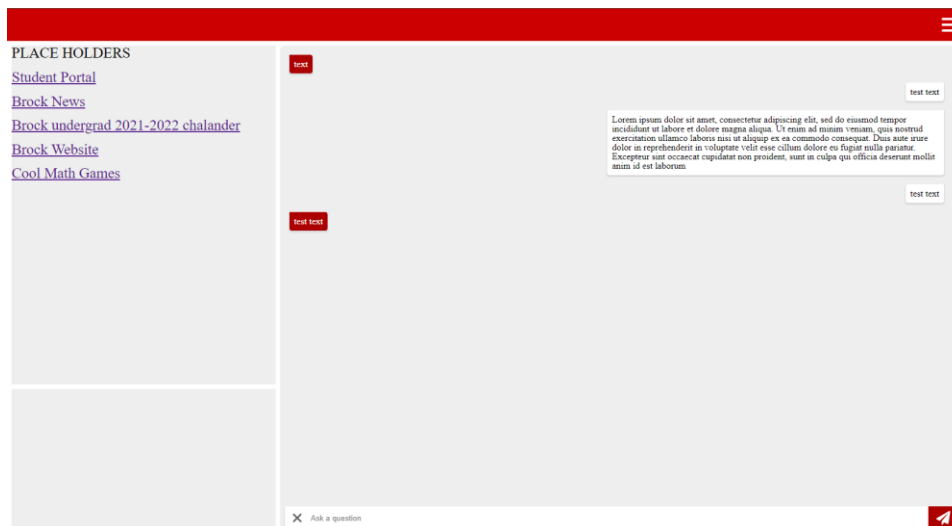 PLACE HOLDERS
Student Portal
Brock News
Brock undergrad 2021-2022 chalander
Brock Website
Cool Math Games
text
test text
Lorem ipsum dolor sit amet, consectetur adipiscing elit, sed do eiusmod tempor
incididunt ut labore et dolore magna aliqua. Ut enim ad minim veniam, quis nostrud
exercitation ullamco laboris nisi ut aliquip ex ea commodo consequat. Duis aute irure
dolor in reprehenderit in voluptate velit esse cillum dolore eu fugiat nulla pariatur.
Excepteur sint occaecat cupidatat non proident, sunt in culpa qui officia deserunt mollit
anim id est laborum
test text
test text
Ask a question